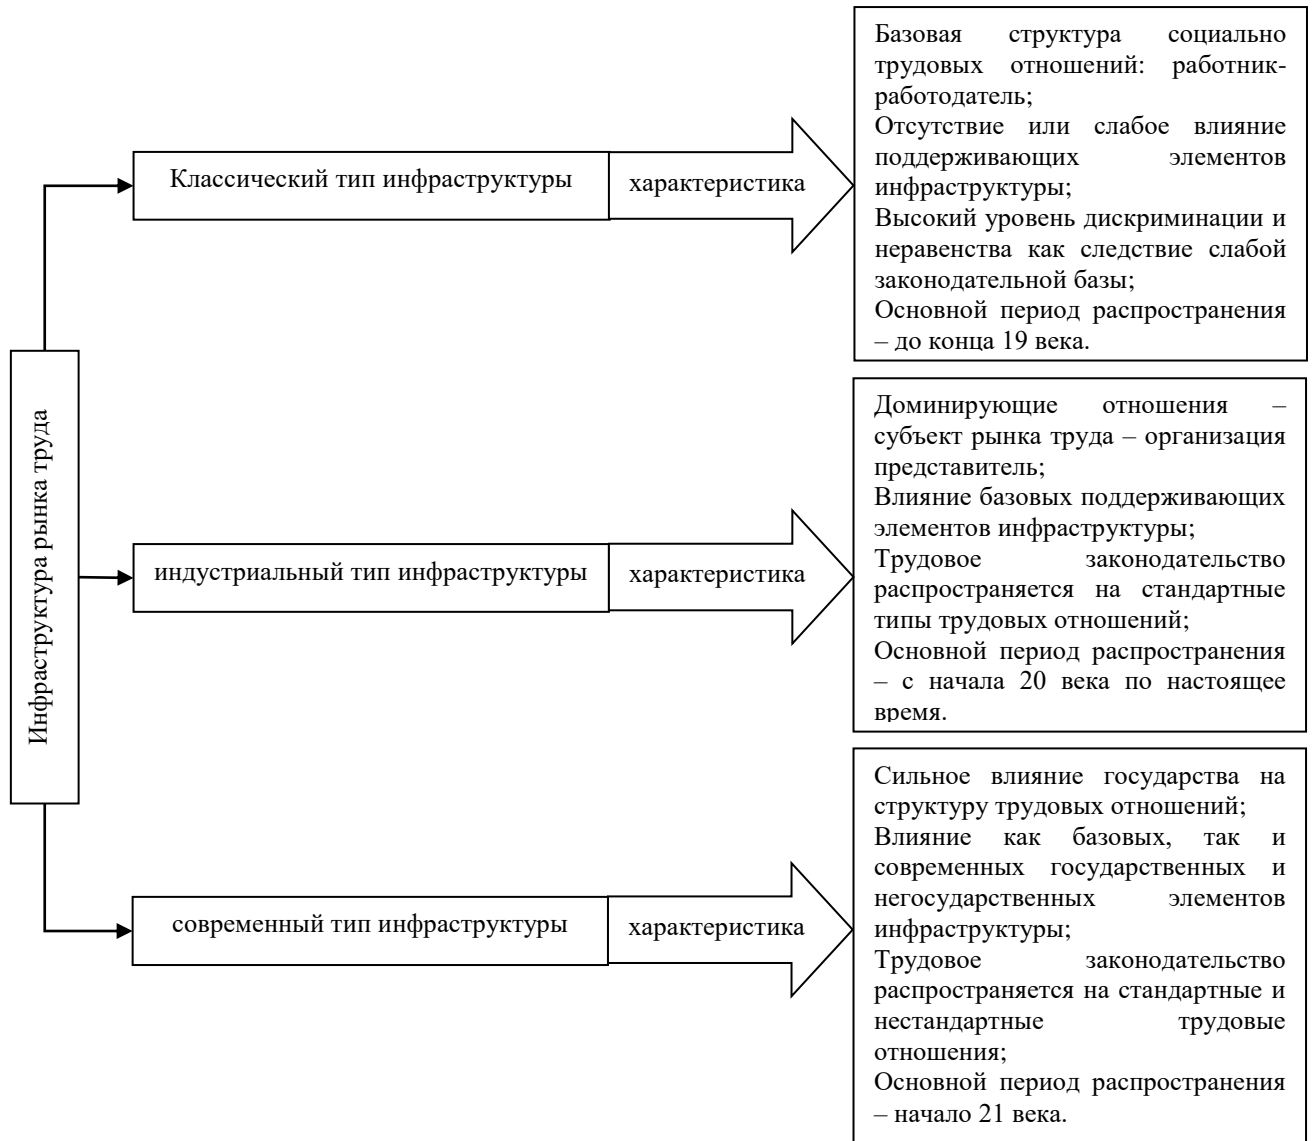 Инфраструктура рынка труда
Классический тип инфраструктуры
характеристика
Базовая структура социально
трудовых отношений: работник-
работодатель;
Отсутствие или слабое влияние
поддерживающих элементов
инфраструктуры;
Высокий уровень дискриминации и
неравенства как следствие слабой
законодательной базы;
Основной период распространения
– до конца 19 века.
индустриальный тип инфраструктуры
характеристика
Доминирующие отношения –
субъект рынка труда – организация
представитель;
Влияние базовых поддерживающих
элементов инфраструктуры;
Трудовое законодательство
распространяется на стандартные
типы трудовых отношений;
Основной период распространения
– с начала 20 века по настоящее
время.
современный тип инфраструктуры
характеристика
Сильное влияние государства на
структуру трудовых отношений;
Влияние как базовых, так и
современных государственных и
негосударственных элементов
инфраструктуры;
Трудовое законодательство
распространяется на стандартные и
нестандартные трудовые
отношения;
Основной период распространения
– начало 21 века.